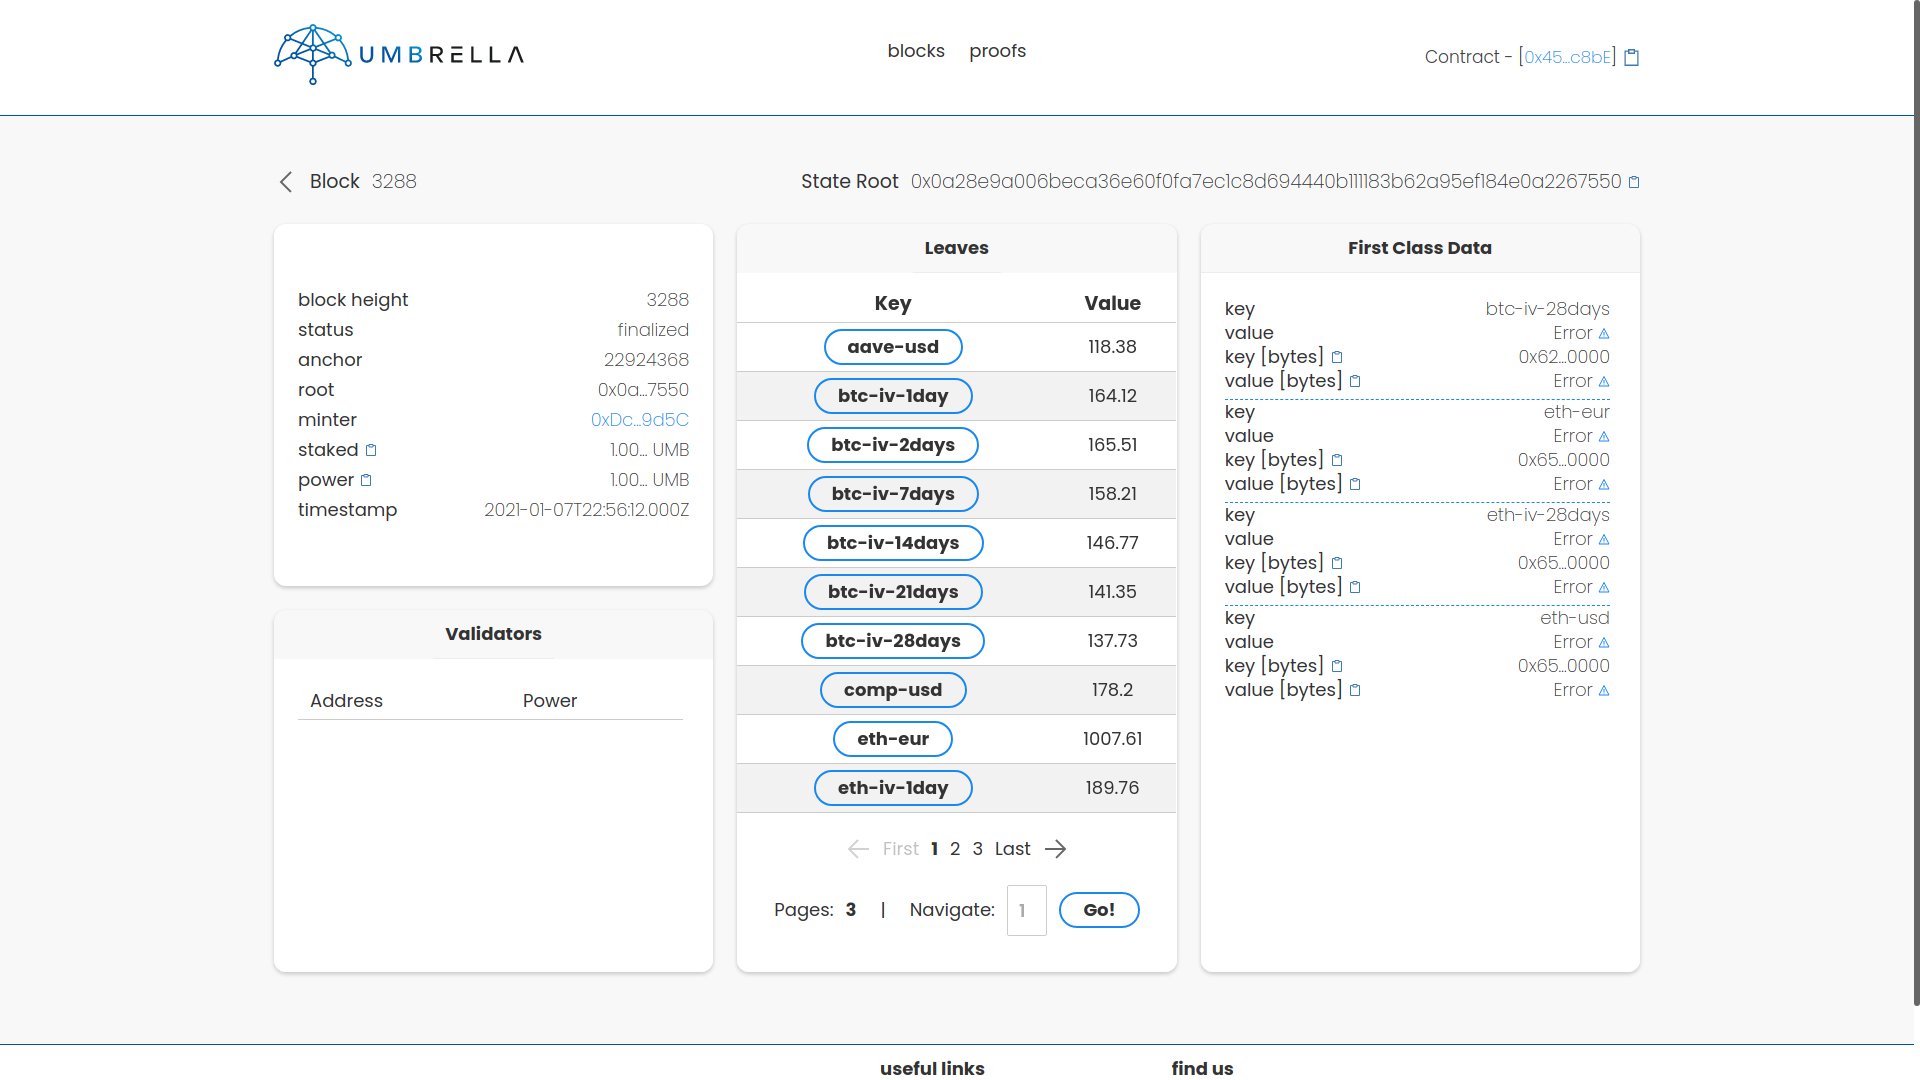 UMBRELLA
blocks proofs
Contract - [0x45...c8bE]
Block 3288
State Root 0x0a28e9a006beca36e60f0fa7ec1c8d694440b111183b62a95ef184e0a2267550
block height 3288
status finalized
anchor 22924368
root 0x0a...7550
minter 0xDc...9d5C
staked 1.00... UMB
power 1.00... UMB
timestamp 2021-01-07T22:56:12.000Z
Validators
Address Power
Leaves
Key Value
aave-usd 118.38
btc-iv-1day 164.12
btc-iv-2days 165.51
btc-iv-7days 158.21
btc-iv-14days 146.77
btc-iv-21days 141.35
btc-iv-28days 137.73
comp-usd 178.2
eth-eur 1007.61
eth-iv-1day 189.76
First 1 2 3 Last
Pages: 3 | Navigate: 1 Go!
First Class Data
key btc-iv-28days
value Error
key [bytes] 0x62...0000
value [bytes] Error
key eth-eur
value Error
key [bytes] 0x65...0000
value [bytes] Error
key eth-iv-28days
value Error
key [bytes] 0x65...0000
value [bytes] Error
key eth-usd
value Error
key [bytes] 0x65...0000
value [bytes] Error
useful links find us